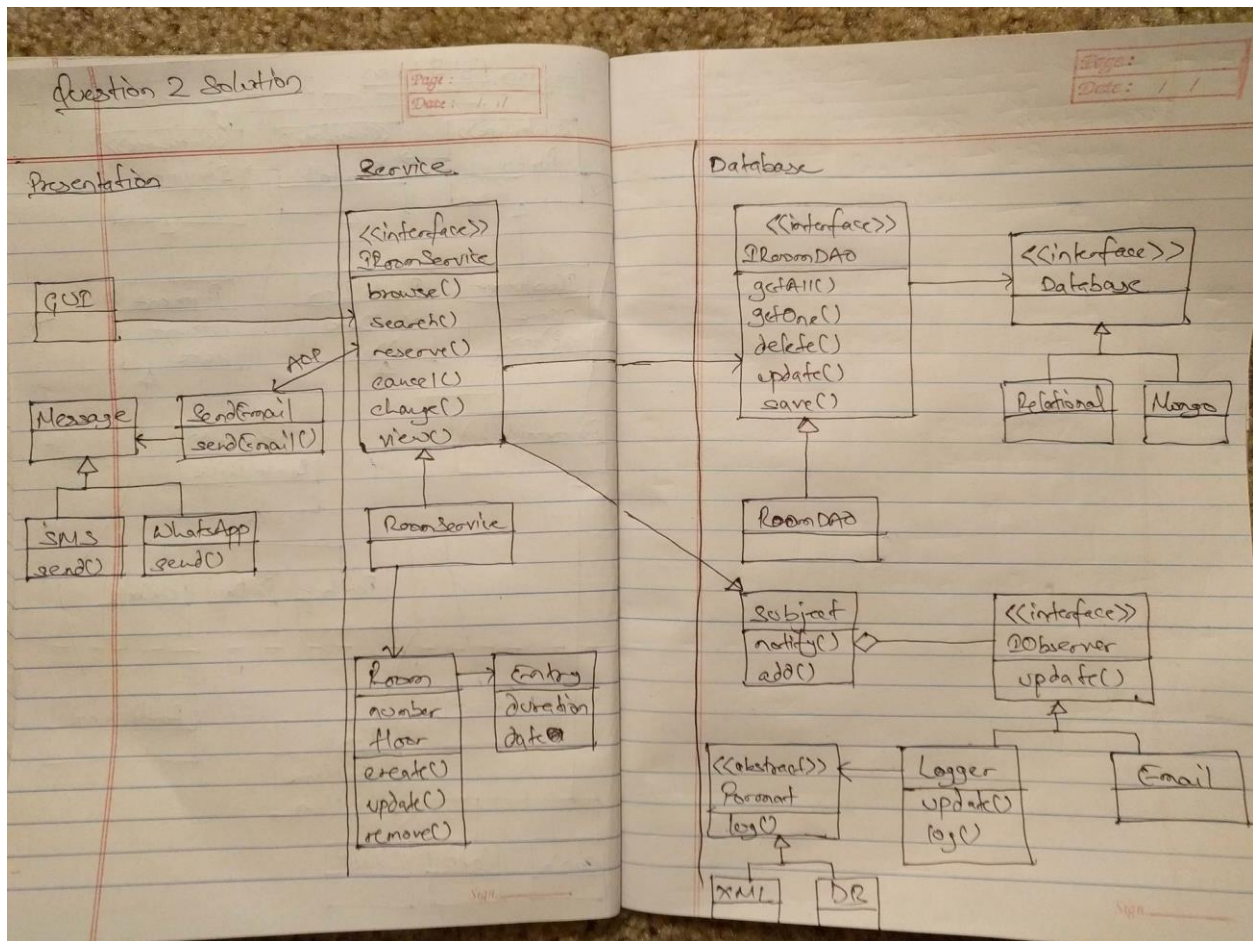 Question 2 Solution
Page :
Date : / /
Page :
Date : / /
Presentation
GUI
AOP
Message
SendEmail
sendEmail()
SMS
send()
WhatsApp
send()
Service
<<interface>>
IRoomService
browse()
search()
reserve()
cancel()
change()
view()
RoomService
Room
number
floor
create()
update()
remove()
Entry
duration
date
Sign
Database
<<interface>>
IRoomDAO
getAll()
getOne()
delete()
update()
save()
<<interface>>
Database
Relational
Mongo
RoomDAO
Subject
notify()
add()
<<interface>>
IObserver
update()
<<abstract>>
log()
Logger
update()
log()
Email
XML
Sign